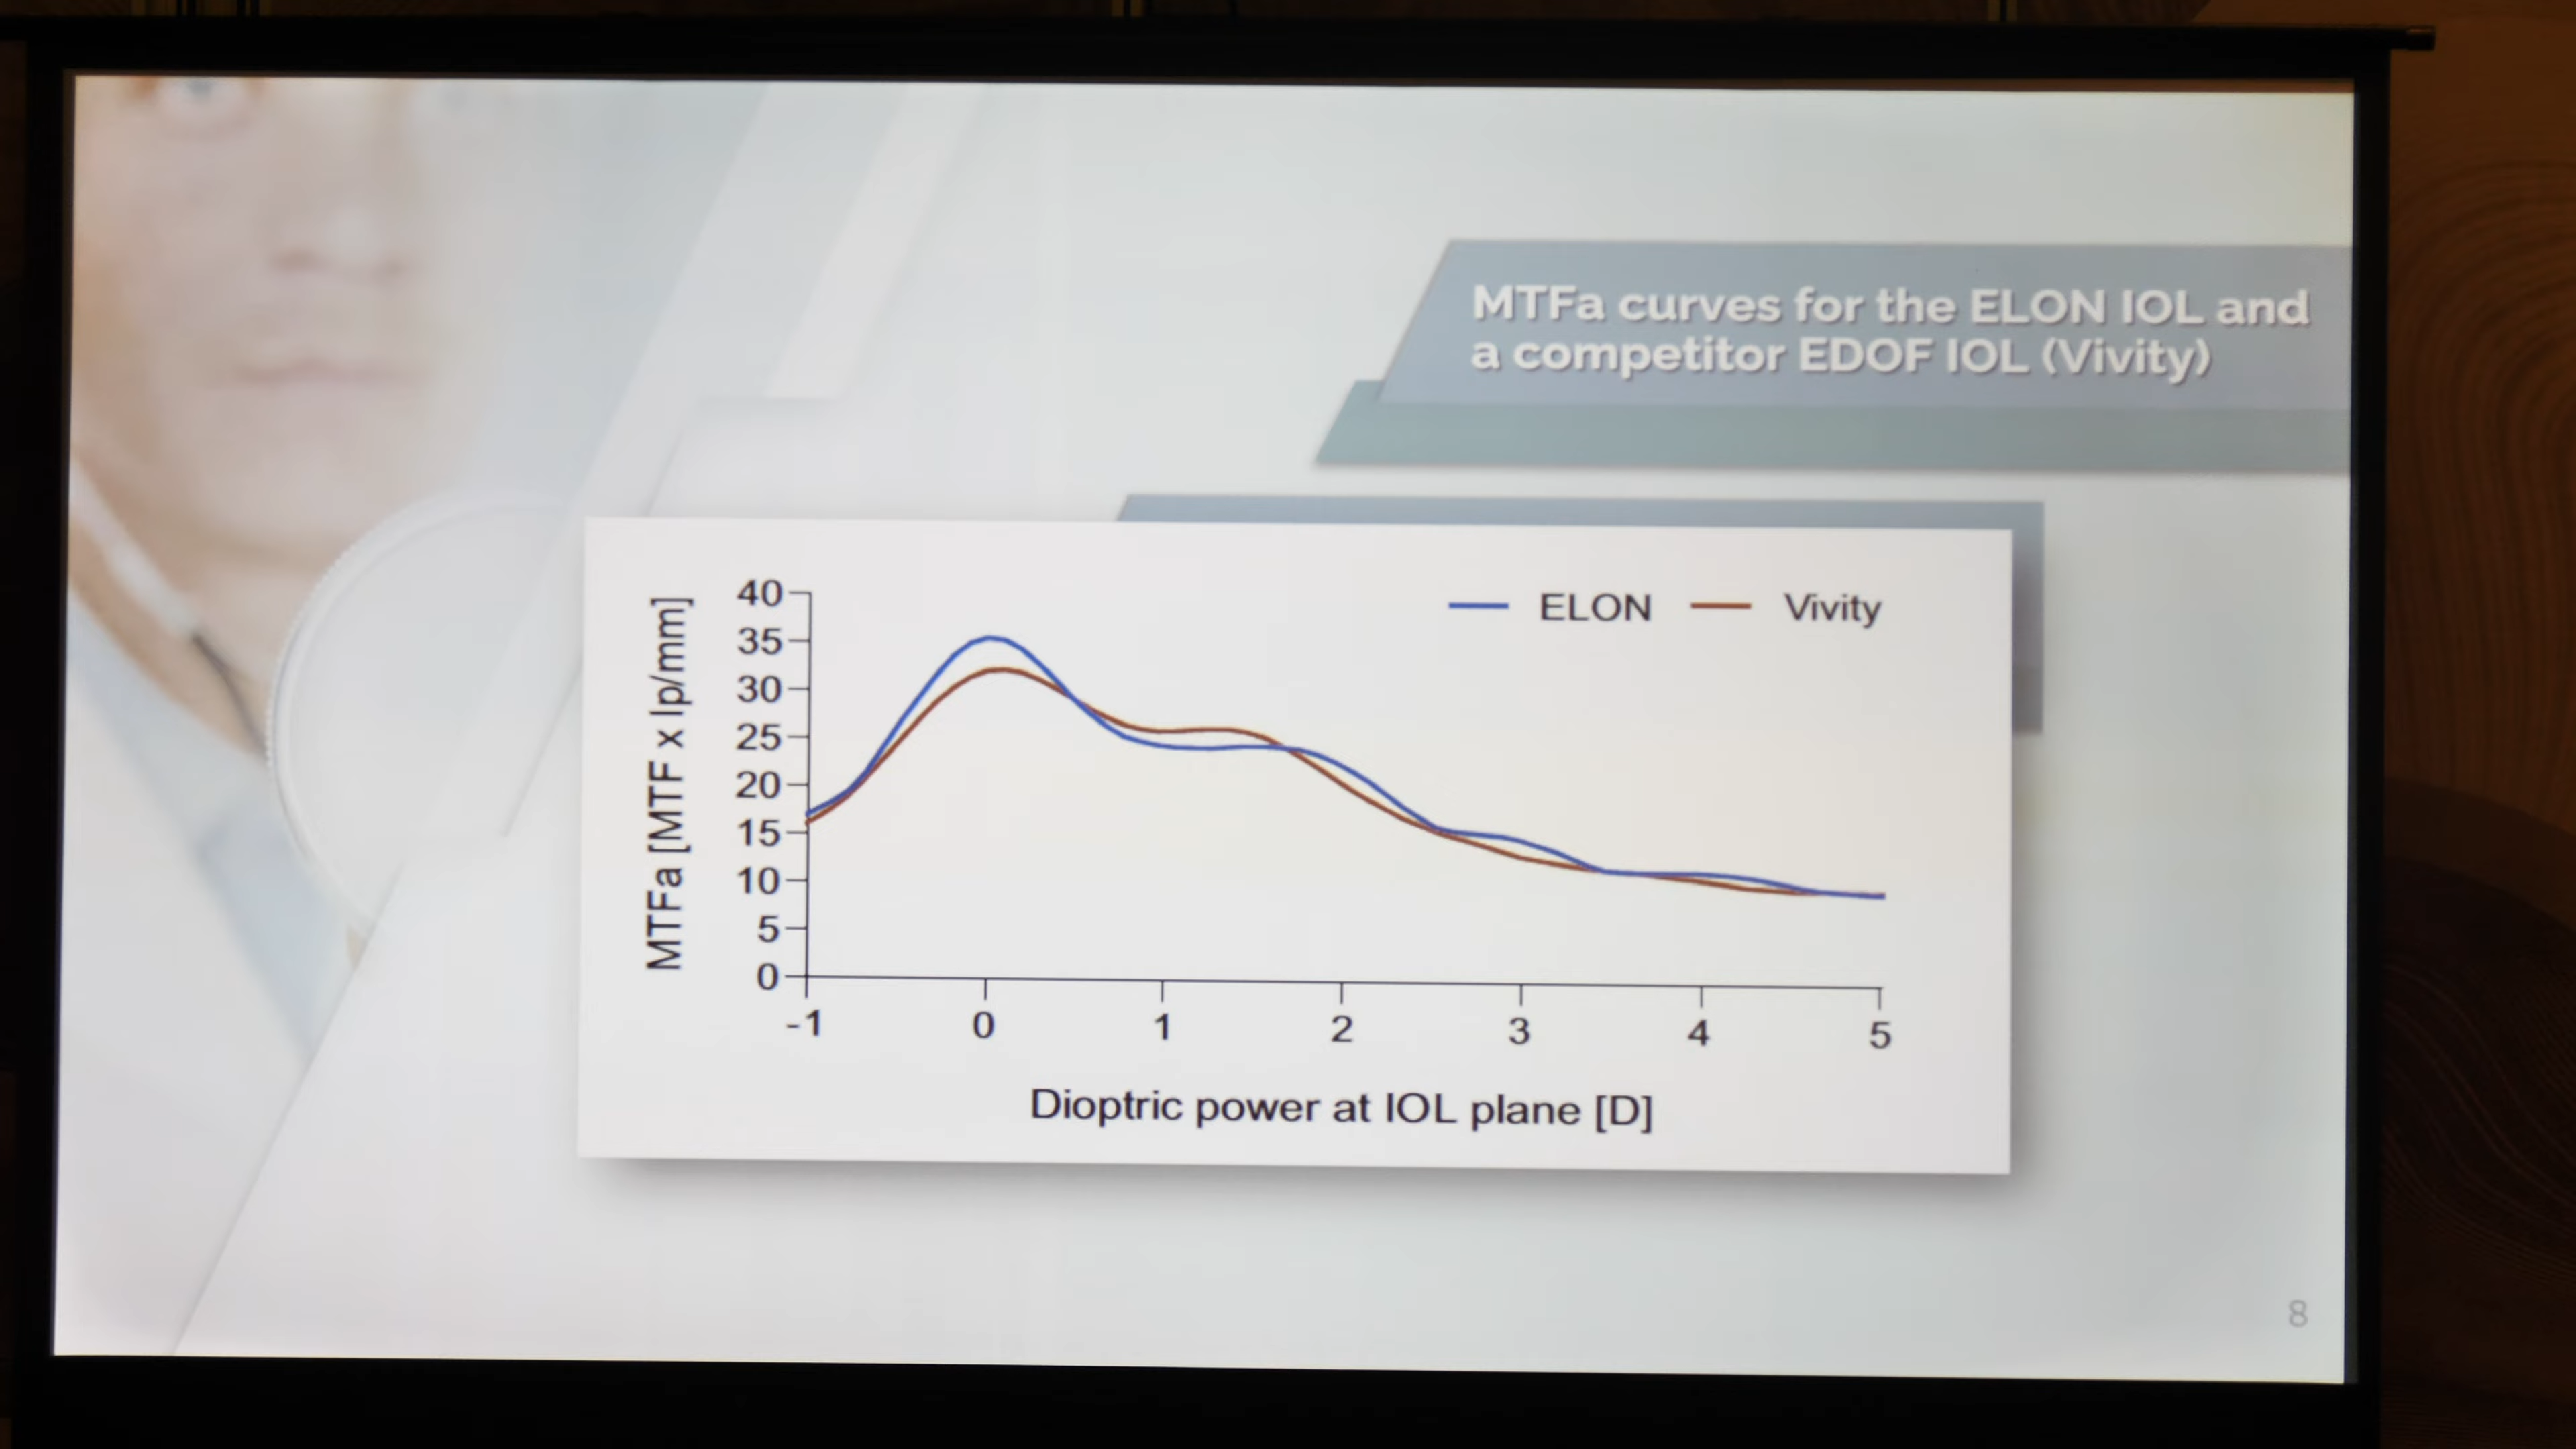 MTFa curves for the ELON IOL and
a competitor EDOF IOL (Vivity)
ELON Vivity
MTFa [MTF x lp/mm]
40
35
30
25
20
15
10
5
0
-1 0 1 2 3 4 5
Dioptric power at IOL plane [D]
8